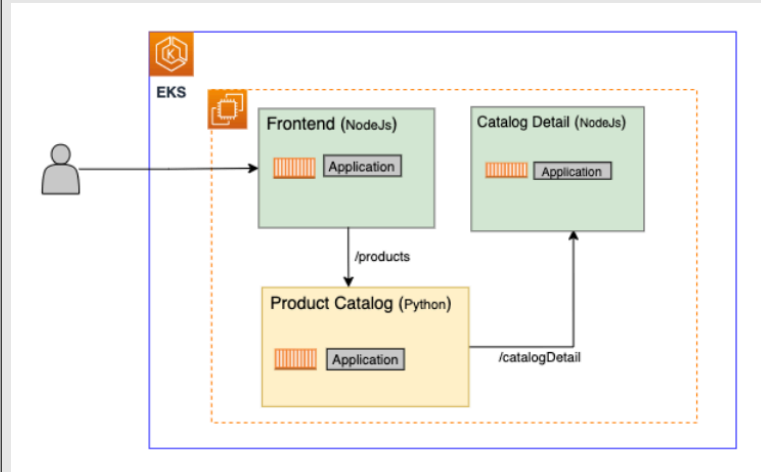 EKS
Frontend (NodeJs)
Application
Catalog Detail (NodeJs)
Application
/products
Product Catalog (Python)
Application
/catalogDetail